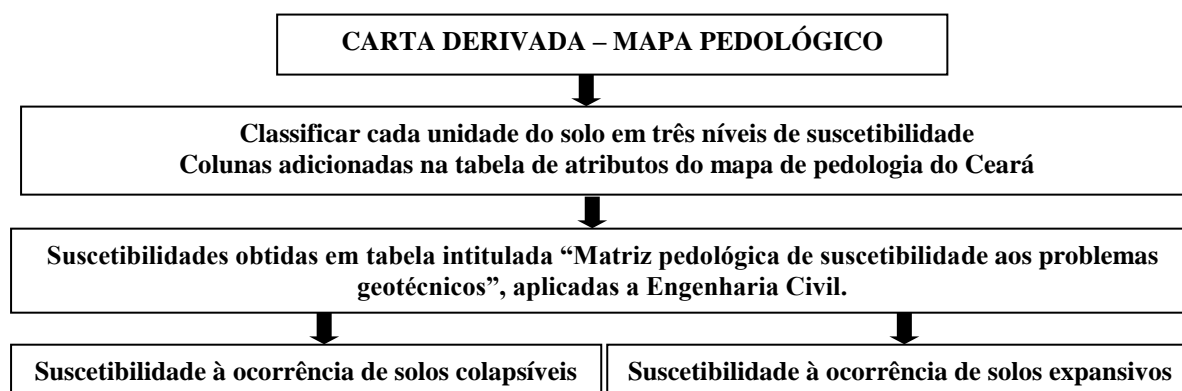 CARTA DERIVADA – MAPA PEDOLÓGICO
Classificar cada unidade do solo em três níveis de suscetibilidade
Colunas adicionadas na tabela de atributos do mapa de pedologia do Ceará
Suscetibilidades obtidas em tabela intitulada “Matriz pedológica de suscetibilidade aos problemas
geotécnicos”, aplicadas a Engenharia Civil.
Suscetibilidade à ocorrência de solos colapsíveis
Suscetibilidade à ocorrência de solos expansivos